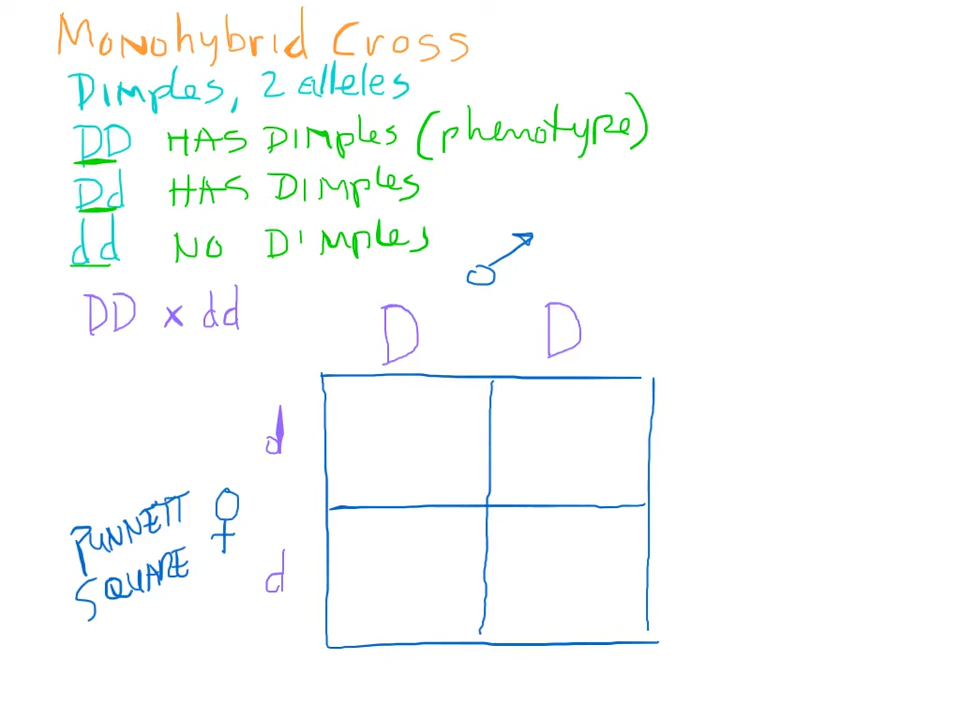 Monohybrid Cross
Dimples, 2 alleles
DD HAS DIMPLES (phenotype)
Dd HAS DIMPLES
dd NO DIMPLES
DD x dd
D D
d
PUNNETT
SQUARE
d